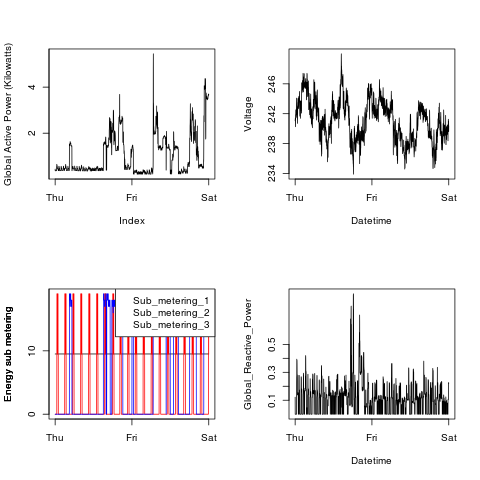 Global Active Power (Kilowatts)
4
2
Thu Fri Sat
Index
Voltage
246
242
238
234
Thu Fri Sat
Datetime
Energy sub metering
10
0
Sub_metering_1
Sub_metering_2
Sub_metering_3
Thu Fri Sat
Global_Reactive_Power
0.5
0.3
0.1
Thu Fri Sat
Datetime